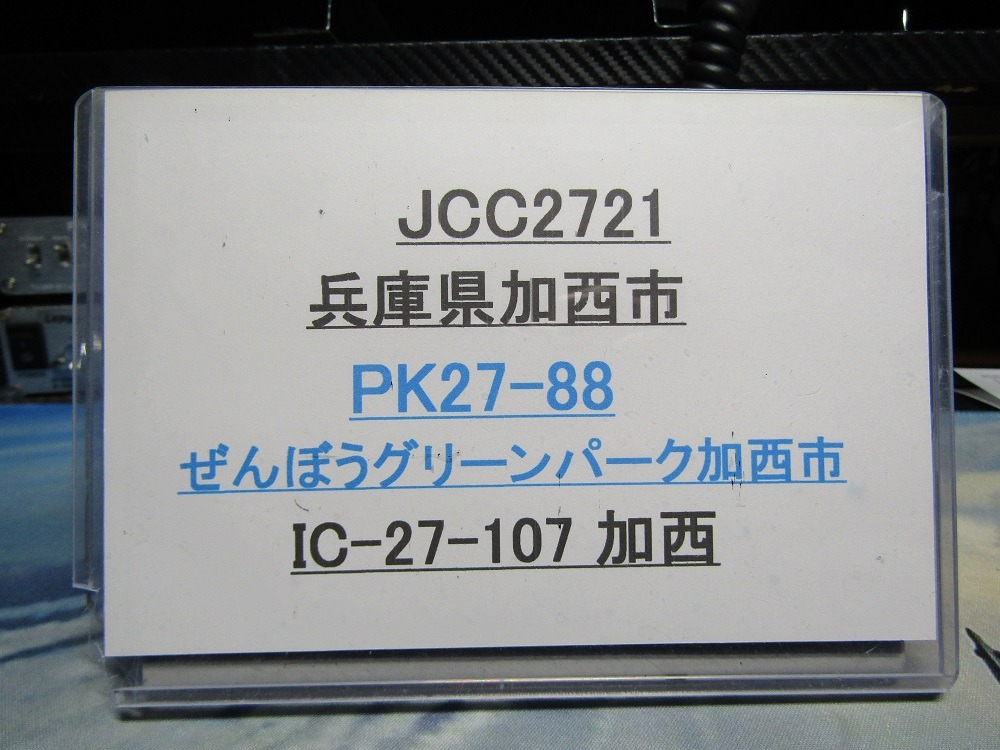 JCC2721
兵庫県加西市
PK27-88
ぜんぼうグリーンパーク加西市
IC-27-107 加西